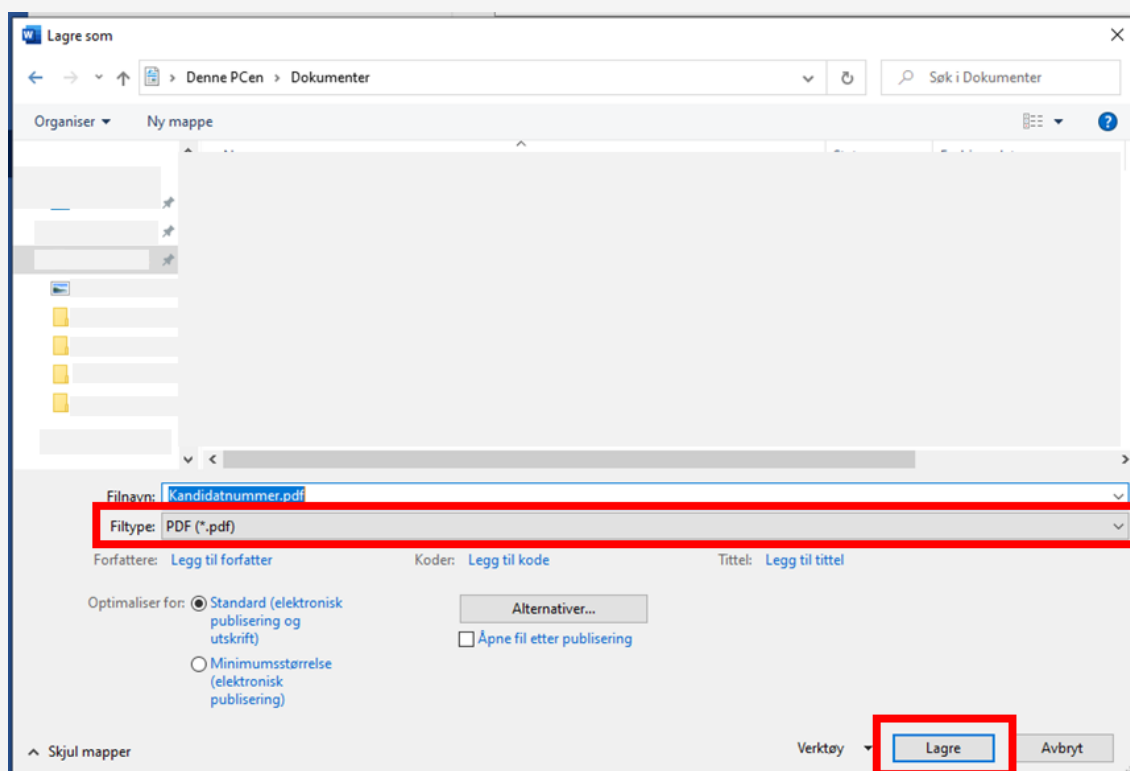 Lagre som
Denne PCen > Dokumenter
Søk i Dokumenter
Organiser
Ny mappe
Filnavn: Kandidatnummer.pdf
Filtype: PDF (*.pdf)
Forfattere: Legg til forfatter Koder: Legg til kode Tittel: Legg til tittel
Optimaliser for: Standard (elektronisk
publisering og
utskrift)
Minimumsstørrelse
(elektronisk
publisering)
Alternativer...
Åpne fil etter publisering
Skjul mapper
Verktøy
Lagre
Avbryt